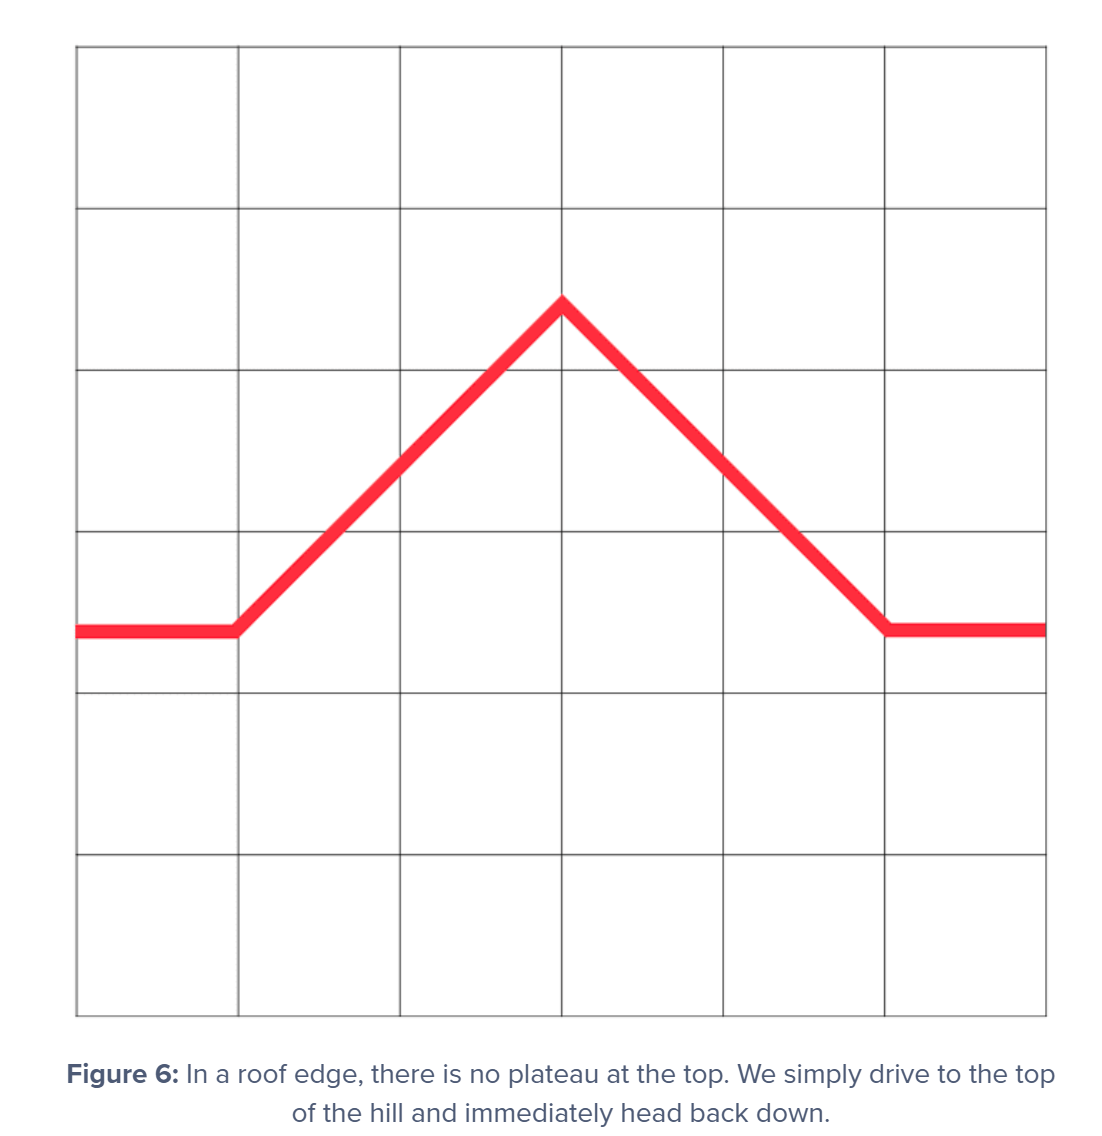 Figure 6: In a roof edge, there is no plateau at the top. We simply drive to the top
of the hill and immediately head back down.